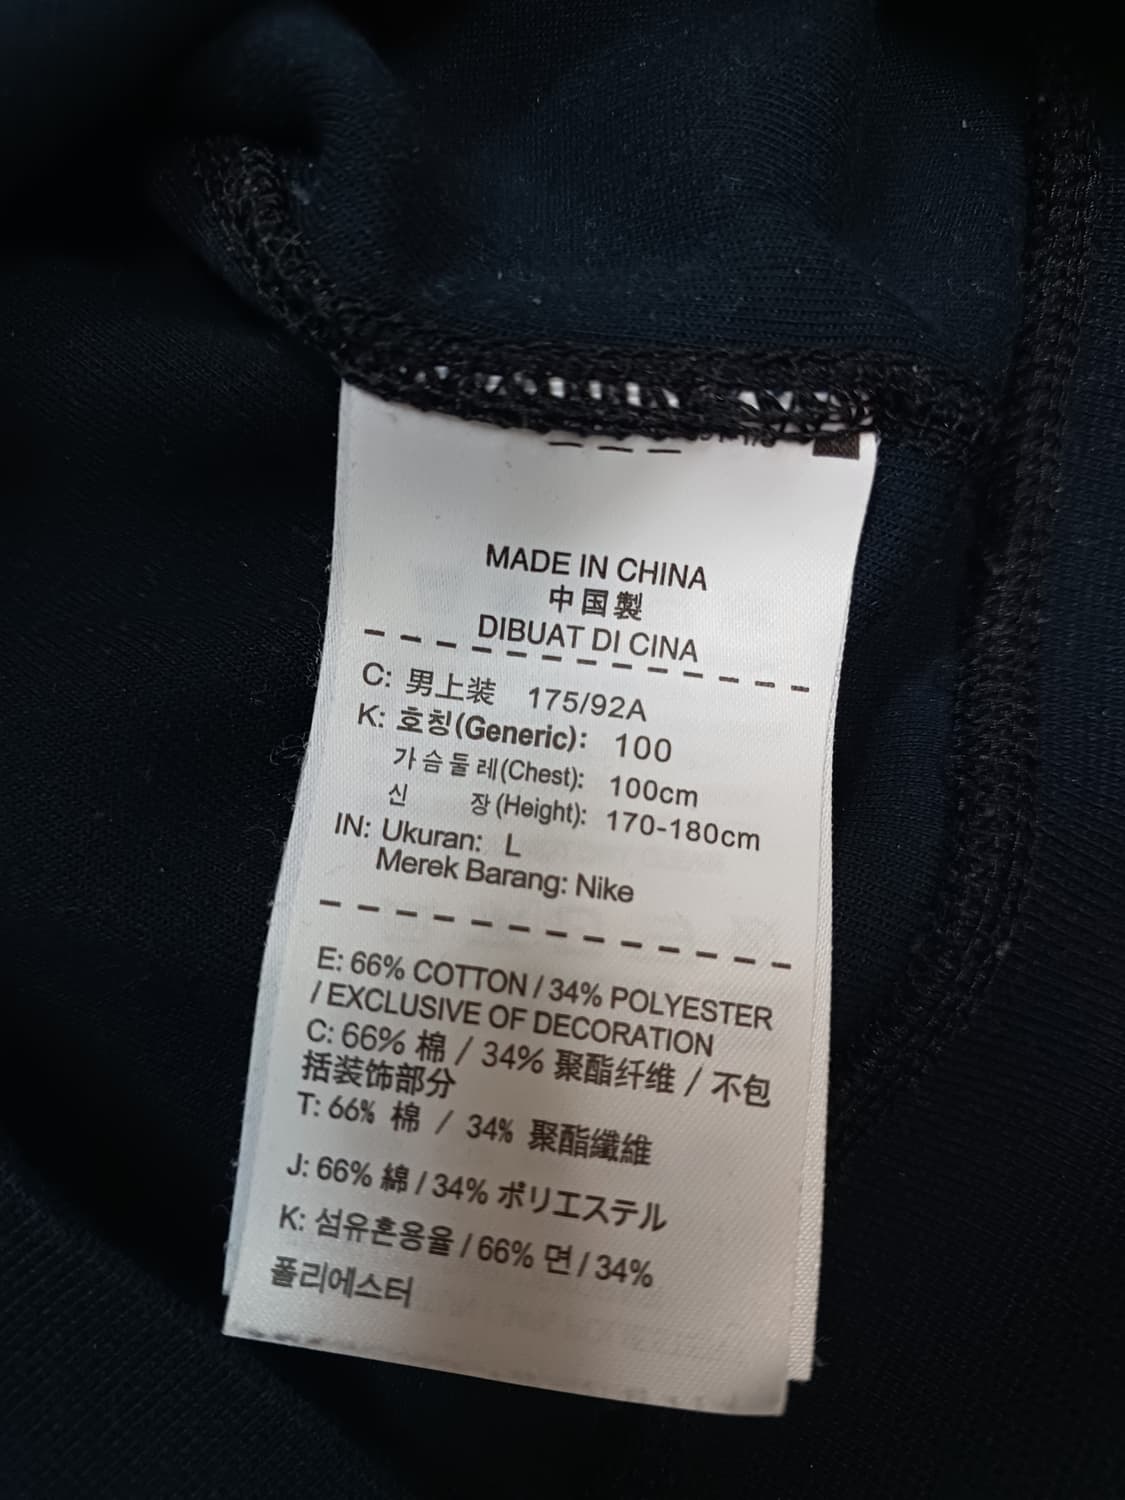 MADE IN CHINA
中国製
DIBUAT DI CINA
C: 男上装 175/92A
K: 호칭(Generic): 100
가슴둘레(Chest): 100cm
신 장(Height): 170-180cm
IN: Ukuran: L
Merek Barang: Nike
E: 66% COTTON / 34% POLYESTER
/ EXCLUSIVE OF DECORATION
C: 66% 棉 / 34% 聚酯纤维 / 不包
括装饰部分
T: 66% 棉 / 34% 聚酯纖維
J: 66% 綿 / 34% ポリエステル
K: 섬유혼용율 / 66% 면 / 34%
폴리에스터